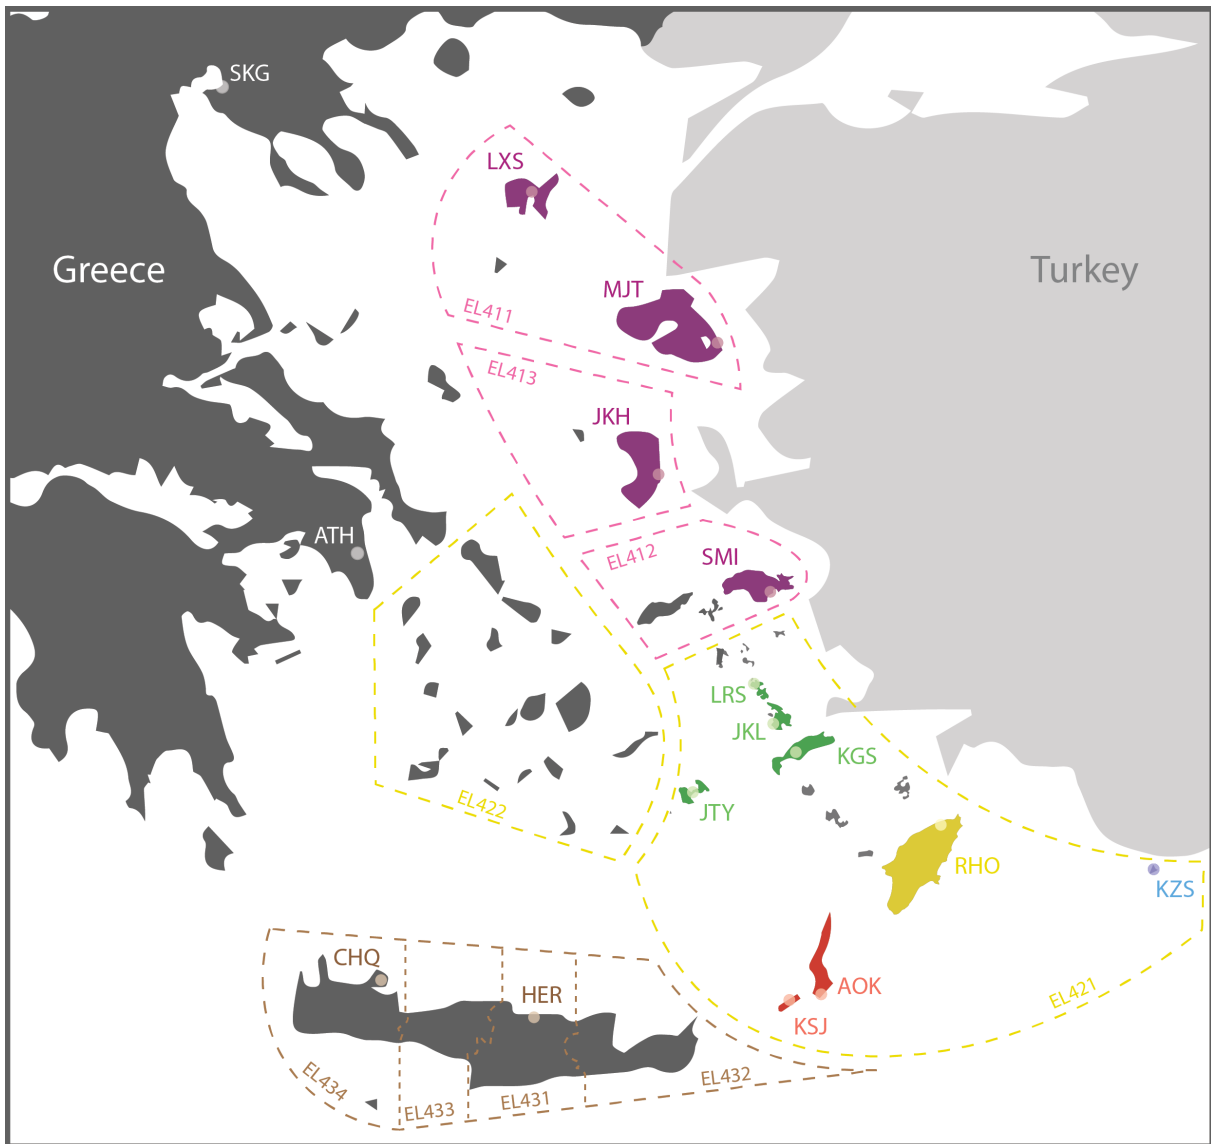 SKG
LXS
Greece
Turkey
MJT
EL411
EL413
JKH
ATH
EL412
SMI
LRS
JKL
KGS
JTY
EL422
RHO
KZS
CHQ
HER
AOK
KSJ
EL421
EL434
EL433
EL431
EL432